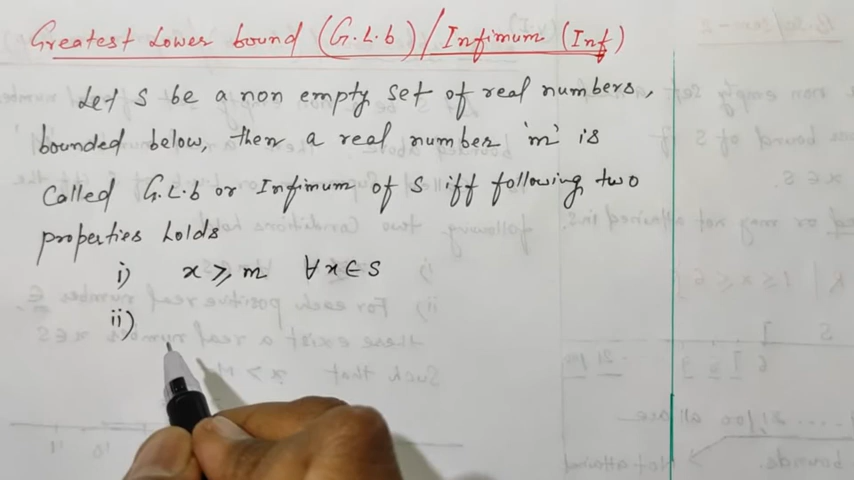 Greatest Lower bound (G.L.b) / Infimum (Inf)
Let S be a non empty set of real numbers,
bounded below, then a real number 'm' is
Called G.L.b or Infimum of S iff following two
properties holds
i) x ≥ m ∀ x ∈ S
ii)